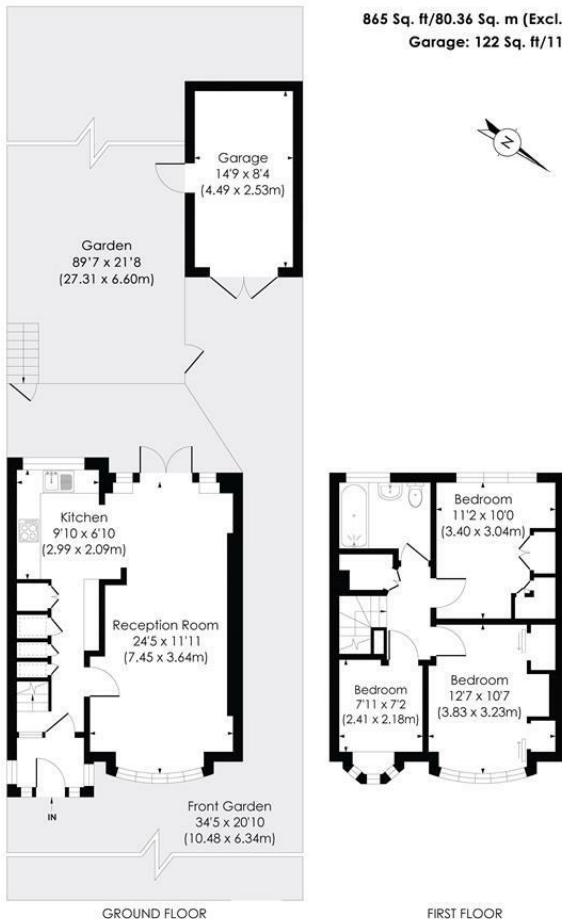 865 Sq. ft/80.36 Sq. m (Excl.
Garage: 122 Sq. ft/11
N
Garage
14'9 x 8'4
(4.49 x 2.53m)
Garden
89'7 x 21'8
(27.31 x 6.60m)
Kitchen
9'10 x 6'10
(2.99 x 2.09m)
Reception Room
24'5 x 11'11
(7.45 x 3.64m)
IN
Front Garden
34'5 x 20'10
(10.48 x 6.34m)
GROUND FLOOR
Bedroom
11'2 x 10'0
(3.40 x 3.04m)
Bedroom
7'11 x 7'2
(2.41 x 2.18m)
Bedroom
12'7 x 10'7
(3.83 x 3.23m)
FIRST FLOOR